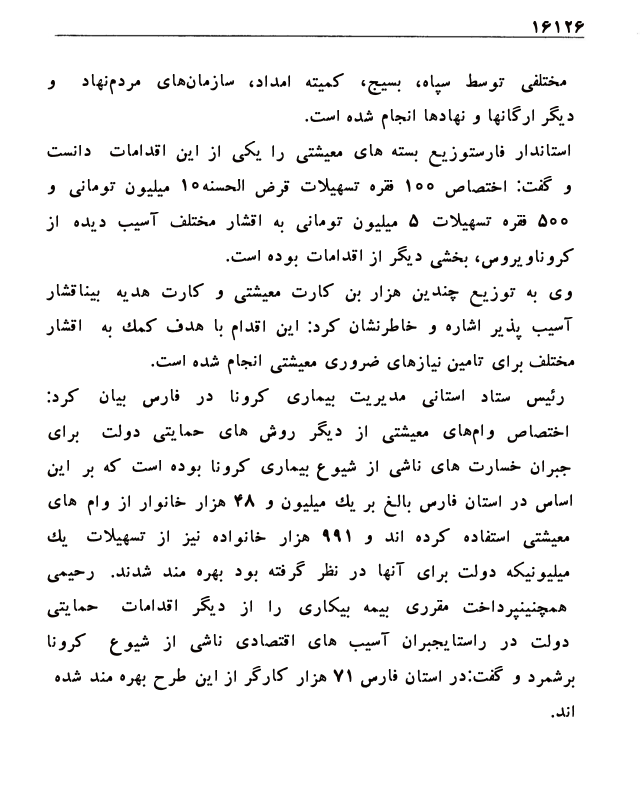 ۱۶۱۲۶
مختلفی توسط سپاه، بسیج، کمیته امداد، سازمان‌های مردم‌نهاد و
دیگر ارگانها و نهادها انجام شده است.
استاندار فارستوزیع بسته های معیشتی را یکی از این اقدامات دانست
و گفت: اختصاص ۱۰۰ فقره تسهیلات قرض الحسنه۱۰ میلیون تومانی و
۵۰۰ فقره تسهیلات ۵ میلیون تومانی به اقشار مختلف آسیب دیده از
کروناویروس، بخشی دیگر از اقدامات بوده است.
وی به توزیع چندین هزار بن کارت معیشتی و کارت هدیه بیناقشار
آسیب پذیر اشاره و خاطرنشان کرد: این اقدام با هدف کمك به اقشار
مختلف برای تامین نیازهای ضروری معیشتی انجام شده است.
رئیس ستاد استانی مدیریت بیماری کرونا در فارس بیان کرد:
اختصاص وام‌های معیشتی از دیگر روش های حمایتی دولت برای
جبران خسارت های ناشی از شیوع بیماری کرونا بوده است که بر این
اساس در استان فارس بالغ بر یك میلیون و ۴۸ هزار خانوار از وام های
معیشتی استفاده کرده اند و ۹۹۱ هزار خانواده نیز از تسهیلات یك
میلیونیکه دولت برای آنها در نظر گرفته بود بهره مند شدند. رحیمی
همچنینپرداخت مقرری بیمه بیکاری را از دیگر اقدامات حمایتی
دولت در راستایجبران آسیب های اقتصادی ناشی از شیوع کرونا
برشمرد و گفت:در استان فارس ۷۱ هزار کارگر از این طرح بهره مند شده
اند.